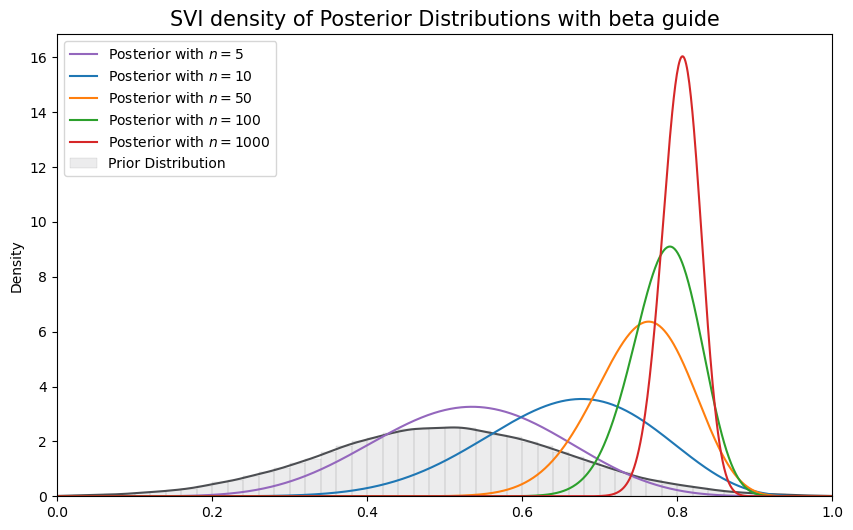 SVI density of Posterior Distributions with beta guide
Posterior with n = 5
Posterior with n = 10
Posterior with n = 50
Posterior with n = 100
Posterior with n = 1000
Prior Distribution
Density
16
14
12
10
8
6
4
2
0
0.0 0.2 0.4 0.6 0.8 1.0